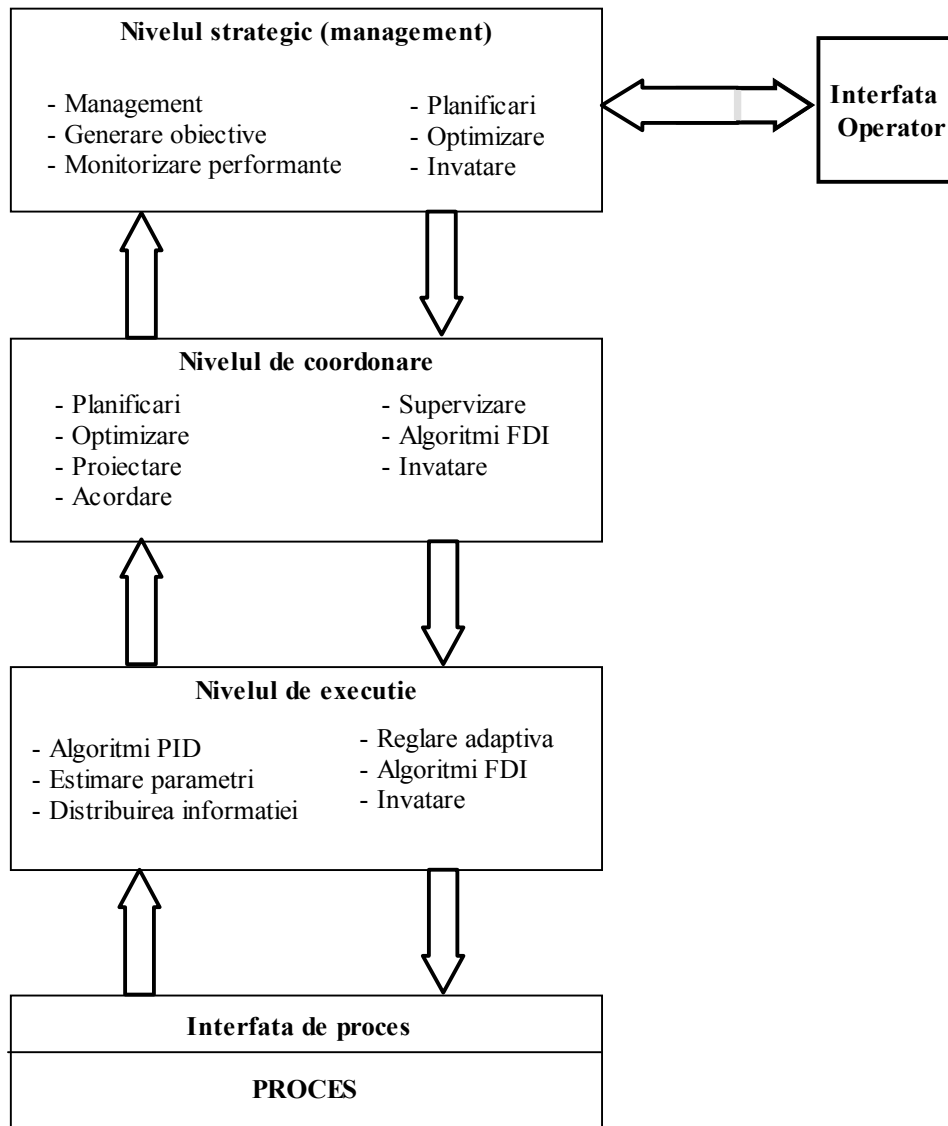 Nivelul strategic (management)
- Management
- Generare obiective
- Monitorizare performante
- Planificari
- Optimizare
- Invatare
Interfata
Operator
Nivelul de coordonare
- Planificari
- Optimizare
- Proiectare
- Acordare
- Supervizare
- Algoritmi FDI
- Invatare
Nivelul de executie
- Algoritmi PID
- Estimare parametri
- Distribuirea informatiei
- Reglare adaptiva
- Algoritmi FDI
- Invatare
Interfata de proces
PROCES